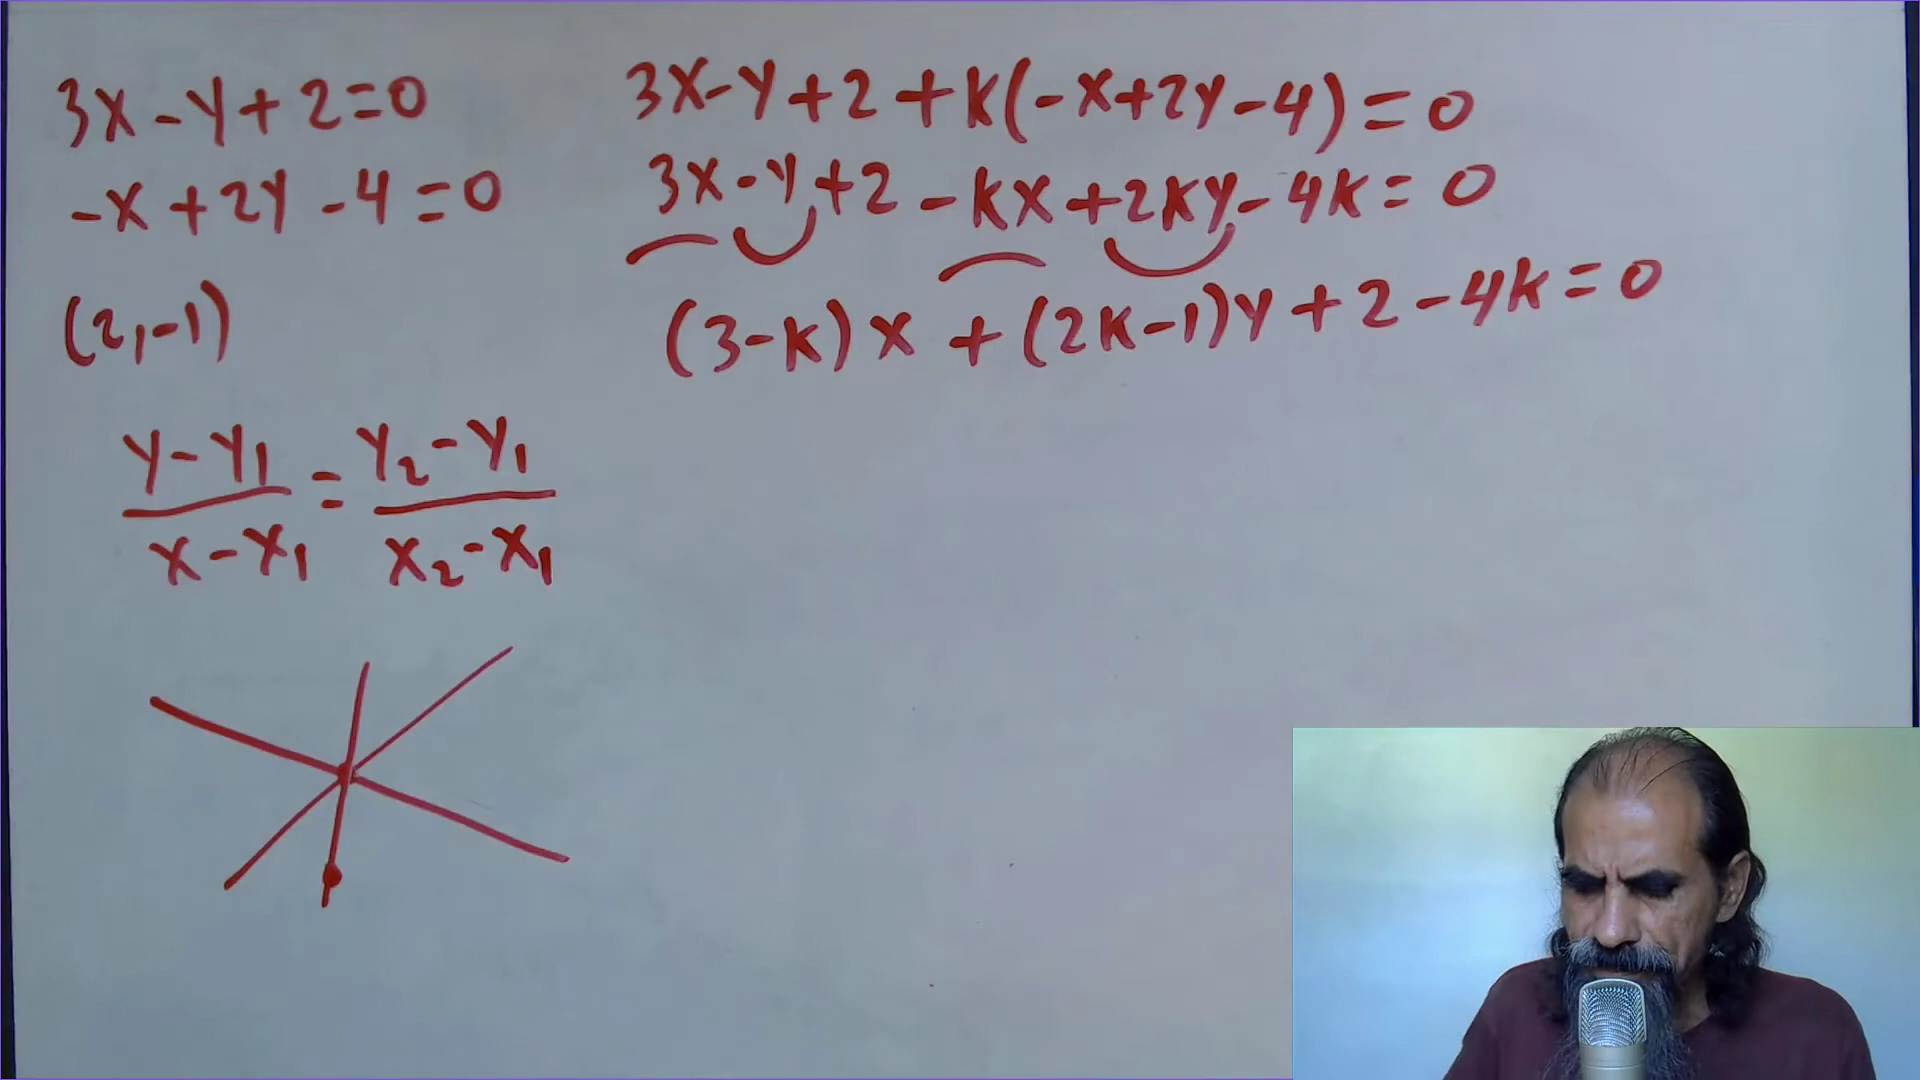 3x-y+2=0
-x+2y-4=0
(2,-1)
y-y₁ = y₂-y₁
x-x₁   x₂-x₁
3x-y+2+k(-x+2y-4)=0
3x-y+2-kx+2ky-4k=0
(3-k)x+(2k-1)y+2-4k=0